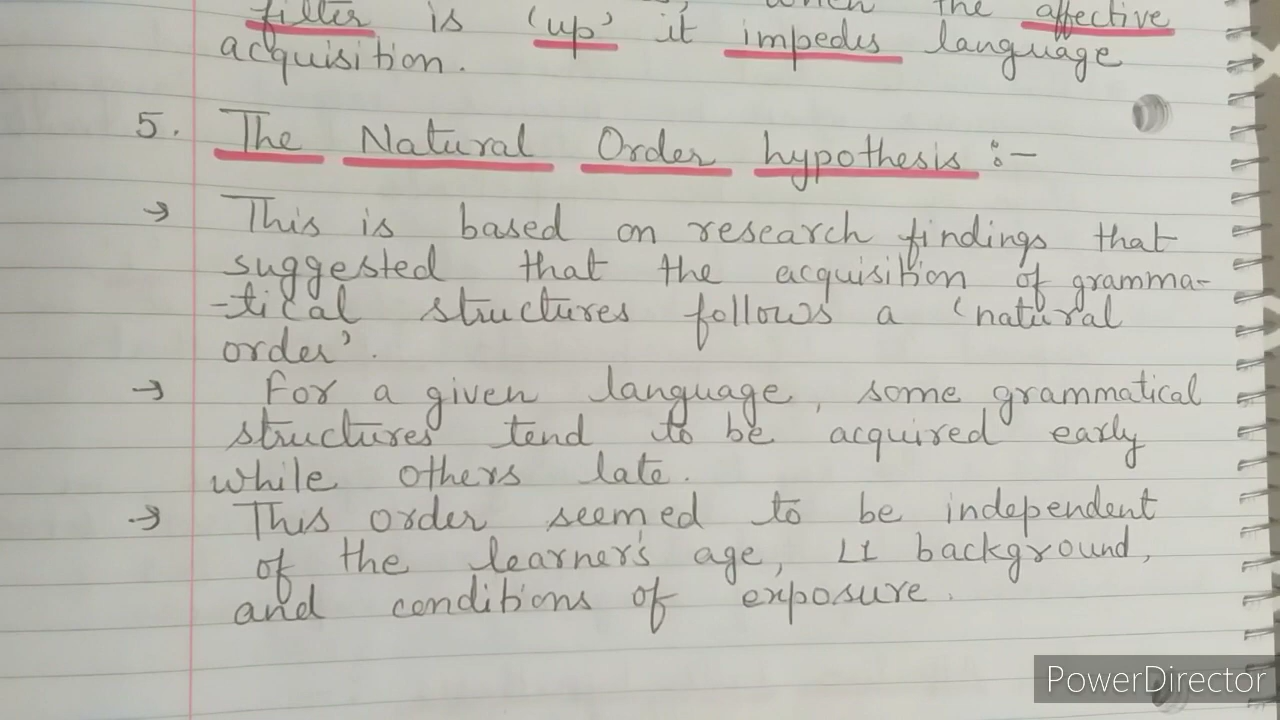 filter is 'up' it impedes language
when the affective
acquisition.
5. The Natural Order hypothesis :-
→ This is based on research findings that
suggested that the acquisition of gramma-
-tical structures follows a 'natural
order'.
→ For a given language, some grammatical
structures tend to be acquired early
while others late.
→ This order seemed to be independent
of the learner's age, L1 background,
and conditions of exposure.
PowerDirector